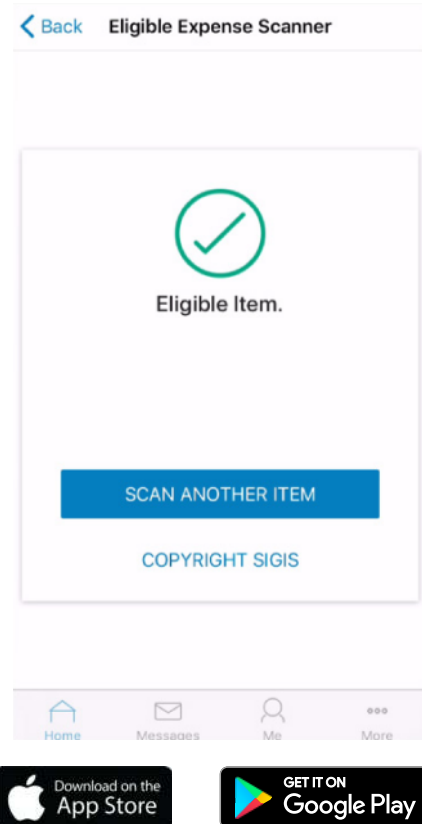 Back Eligible Expense Scanner
Eligible Item.
SCAN ANOTHER ITEM
COPYRIGHT SIGIS
Home Messages Me More
Download on the
App Store
GET IT ON
Google Play